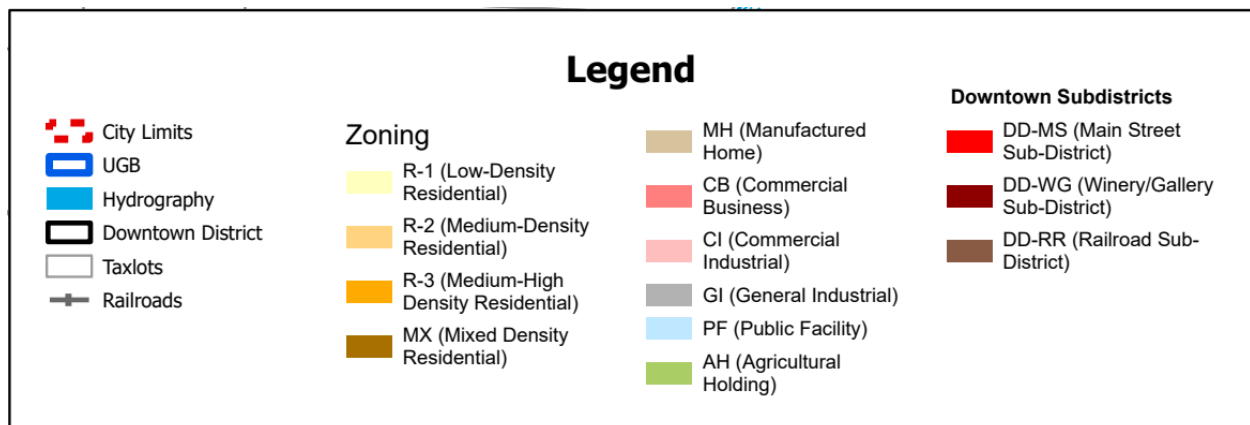 Legend
City Limits
UGB
Hydrography
Downtown District
Taxlots
Railroads
Zoning
R-1 (Low-Density
Residential)
R-2 (Medium-Density
Residential)
R-3 (Medium-High
Density Residential)
MX (Mixed Density
Residential)
MH (Manufactured
Home)
CB (Commercial
Business)
CI (Commercial
Industrial)
GI (General Industrial)
PF (Public Facility)
AH (Agricultural
Holding)
Downtown Subdistricts
DD-MS (Main Street
Sub-District)
DD-WG (Winery/Gallery
Sub-District)
DD-RR (Railroad Sub-
District)